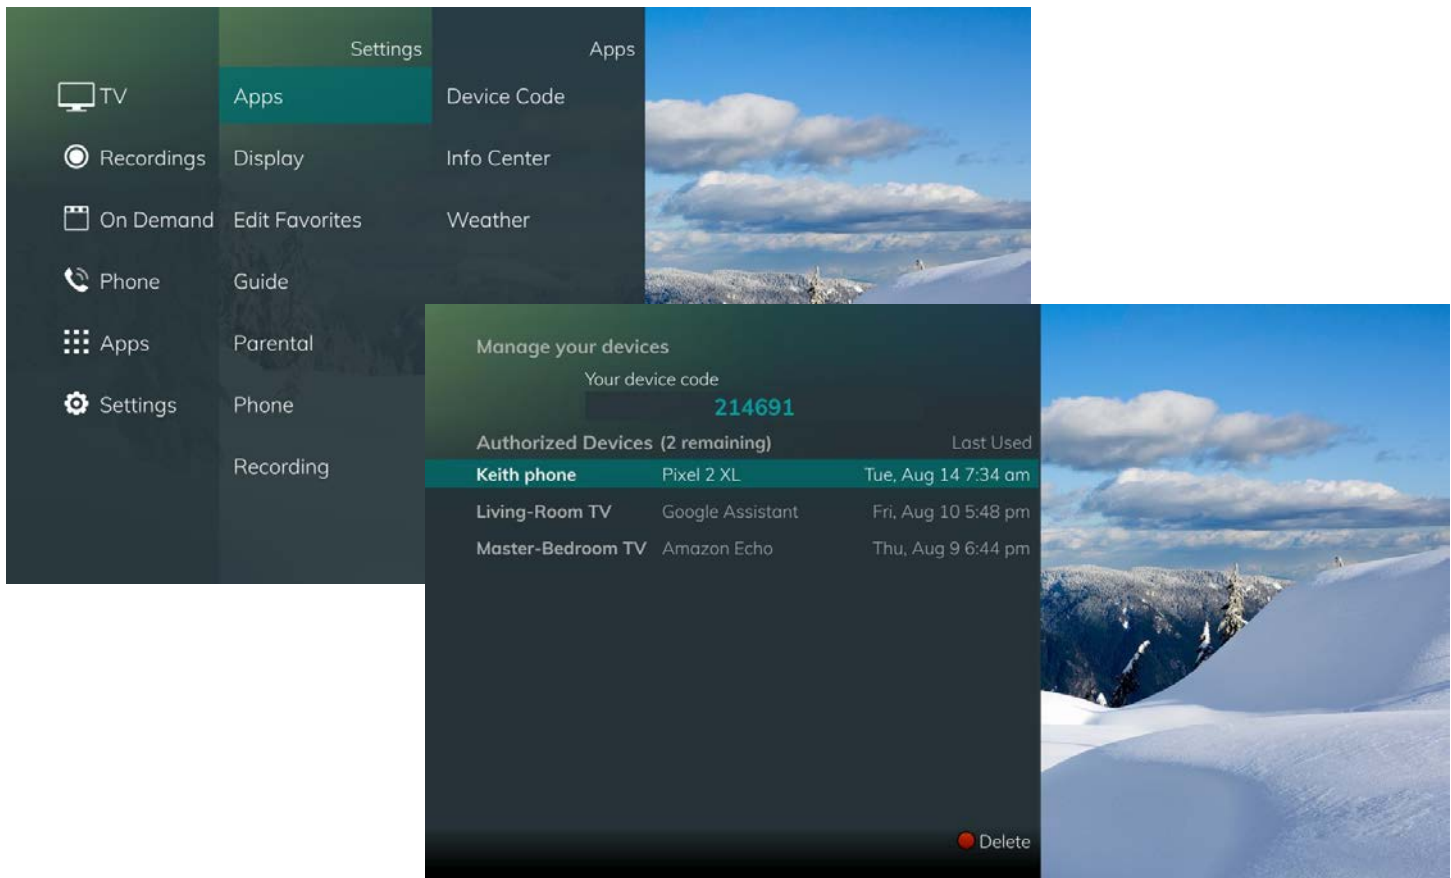 Settings
Apps
TV
Apps
Device Code
Recordings
Display
Info Center
On Demand
Edit Favorites
Weather
Phone
Guide
Apps
Parental
Settings
Phone
Recording
Manage your devices
Your device code
214691
Authorized Devices (2 remaining) Last Used
Keith phone Pixel 2 XL Tue, Aug 14 7:34 am
Living-Room TV Google Assistant Fri, Aug 10 5:48 pm
Master-Bedroom TV Amazon Echo Thu, Aug 9 6:44 pm
Delete